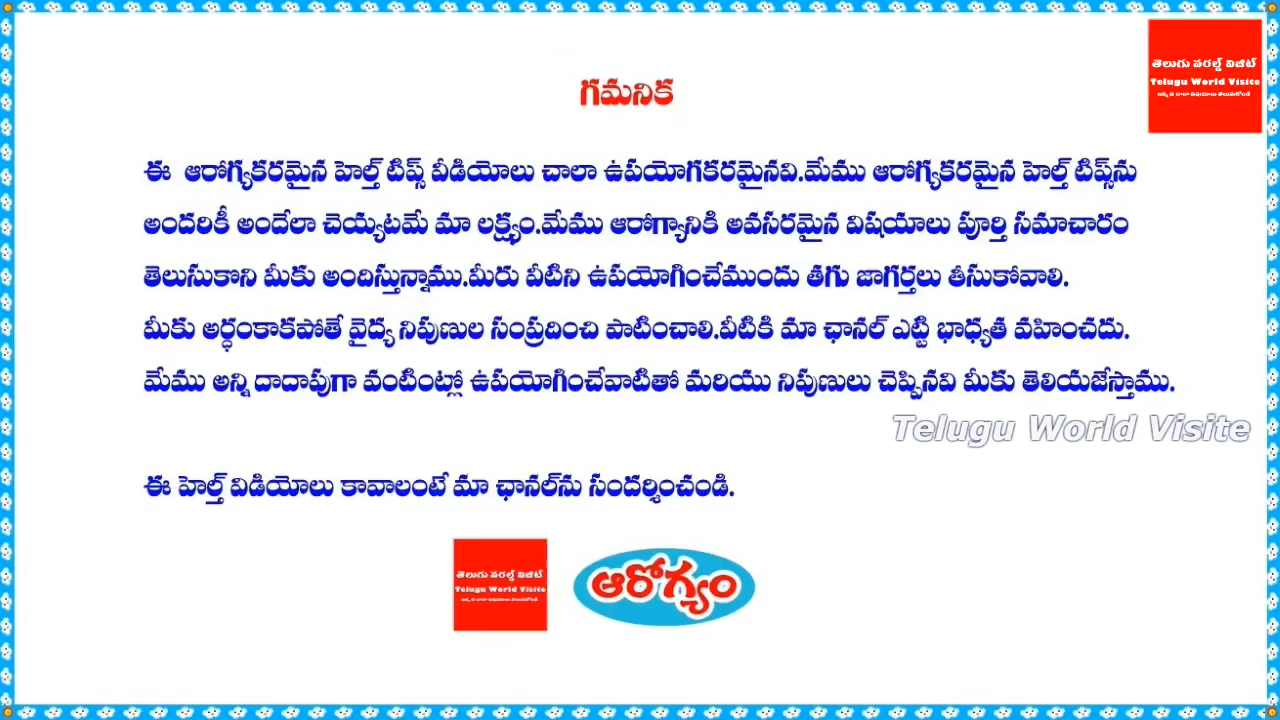 తెలుగు వరల్డ్ విజిట్
Telugu World Visite
గమనిక
ఈ ఆరోగ్యకరమైన హెల్త్ టిప్స్ వీడియోలు చాలా ఉపయోగకరమైనవి.మేము ఆరోగ్యకరమైన హెల్త్ టిప్స్‌ను
అందరికీ అందేలా చెయ్యటమే మా లక్ష్యం.మేము ఆరోగ్యానికి అవసరమైన విషయాలు పూర్తి సమాచారం
తెలుసుకొని మీకు అందిస్తున్నాము.మీరు వీటిని ఉపయోగించేముందు తగు జాగర్తలు తీసుకోవాలి.
మీకు అర్ధంకాకపోతే వైద్య నిపుణుల సంప్రదించి పాటించాలి.వీటికి మా ఛానల్ ఎట్టి భాధ్యత వహించదు.
మేము అన్ని దాదాపుగా వంటింట్లో ఉపయోగించేవాటితో మరియు నిపుణులు చెప్పినవి మీకు తెలియజేస్తాము.
Telugu World Visite
ఈ హెల్త్ విడియోలు కావాలంటే మా ఛానల్‌ను సందర్శించండి.
తెలుగు వరల్డ్ విజిట్
Telugu World Visite
ఆరోగ్యం